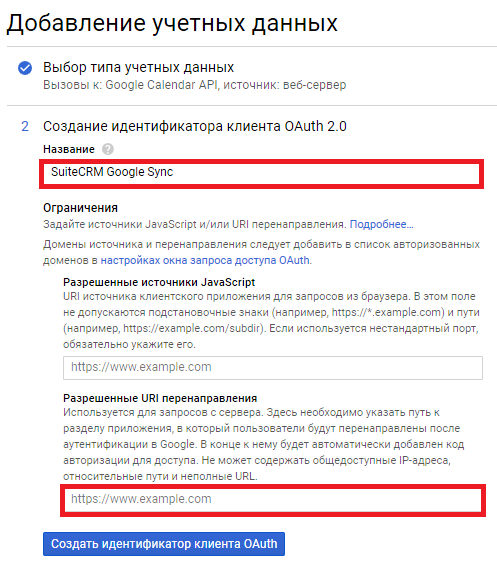 Добавление учетных данных
Выбор типа учетных данных
Вызовы к: Google Calendar API, источник: веб-сервер
2 Создание идентификатора клиента OAuth 2.0
Название
SuiteCRM Google Sync
Ограничения
Задайте источники JavaScript и/или URI перенаправления. Подробнее…
Домены источника и перенаправления следует добавить в список авторизованных
доменов в настройках окна запроса доступа OAuth.
Разрешенные источники JavaScript
URI источника клиентского приложения для запросов из браузера. В этом поле
не допускаются подстановочные знаки (например, https://*.example.com) и пути
(например, https://example.com/subdir). Если используется нестандартный порт,
обязательно укажите его.
https://www.example.com
Разрешенные URI перенаправления
Используется для запросов с сервера. Здесь необходимо указать путь к
разделу приложения, в который пользователи будут перенаправлены после
аутентификации в Google. В конце к нему будет автоматически добавлен код
авторизации для доступа. Не может содержать общедоступные IP-адреса,
относительные пути и неполные URL.
https://www.example.com
Создать идентификатор клиента OAuth